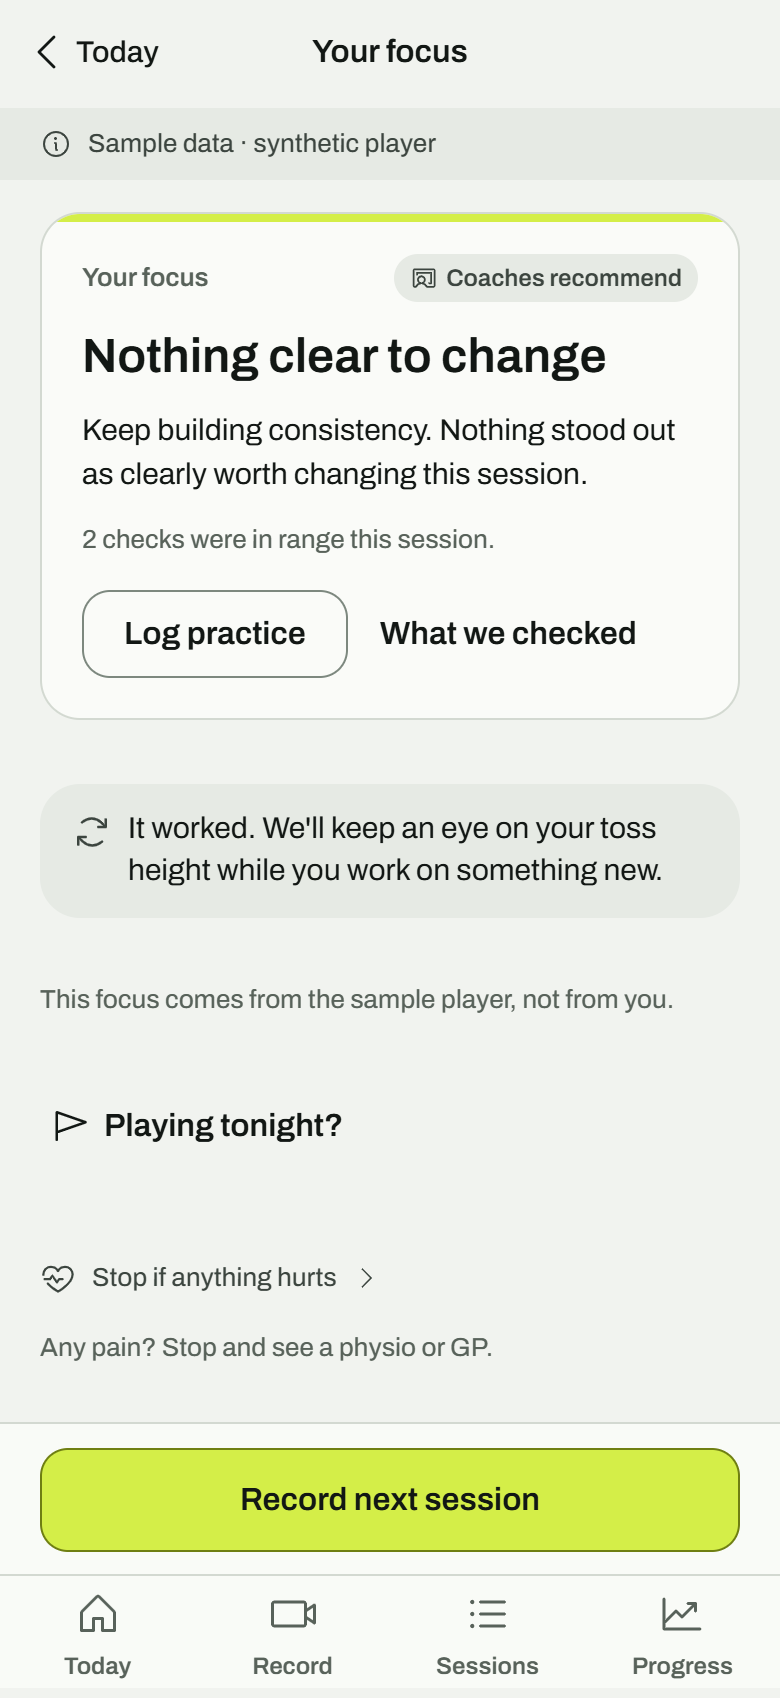 Today
Your focus
Sample data · synthetic player
Your focus
Coaches recommend
Nothing clear to change
Keep building consistency. Nothing stood out
as clearly worth changing this session.
2 checks were in range this session.
Log practice
What we checked
It worked. We'll keep an eye on your toss
height while you work on something new.
This focus comes from the sample player, not from you.
Playing tonight?
Stop if anything hurts
Any pain? Stop and see a physio or GP.
Record next session
Today
Record
Sessions
Progress